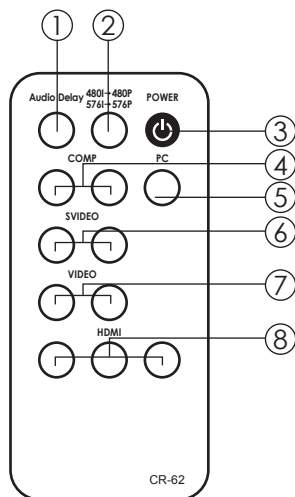 ① ②
Audio Delay 480I→480P POWER
576I→576P
③
COMP PC ④
⑤
SVIDEO
⑥
VIDEO
⑦
HDMI
⑧
CR-62